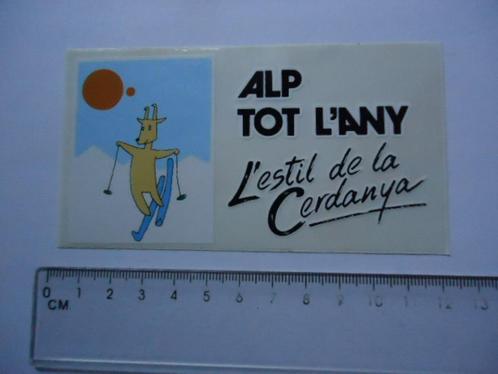 ALP
TOT L'ANY
L'estil de la
Cerdanya
0 1 2 3 4 5 6 7 8 9 10 11 12 13
CM